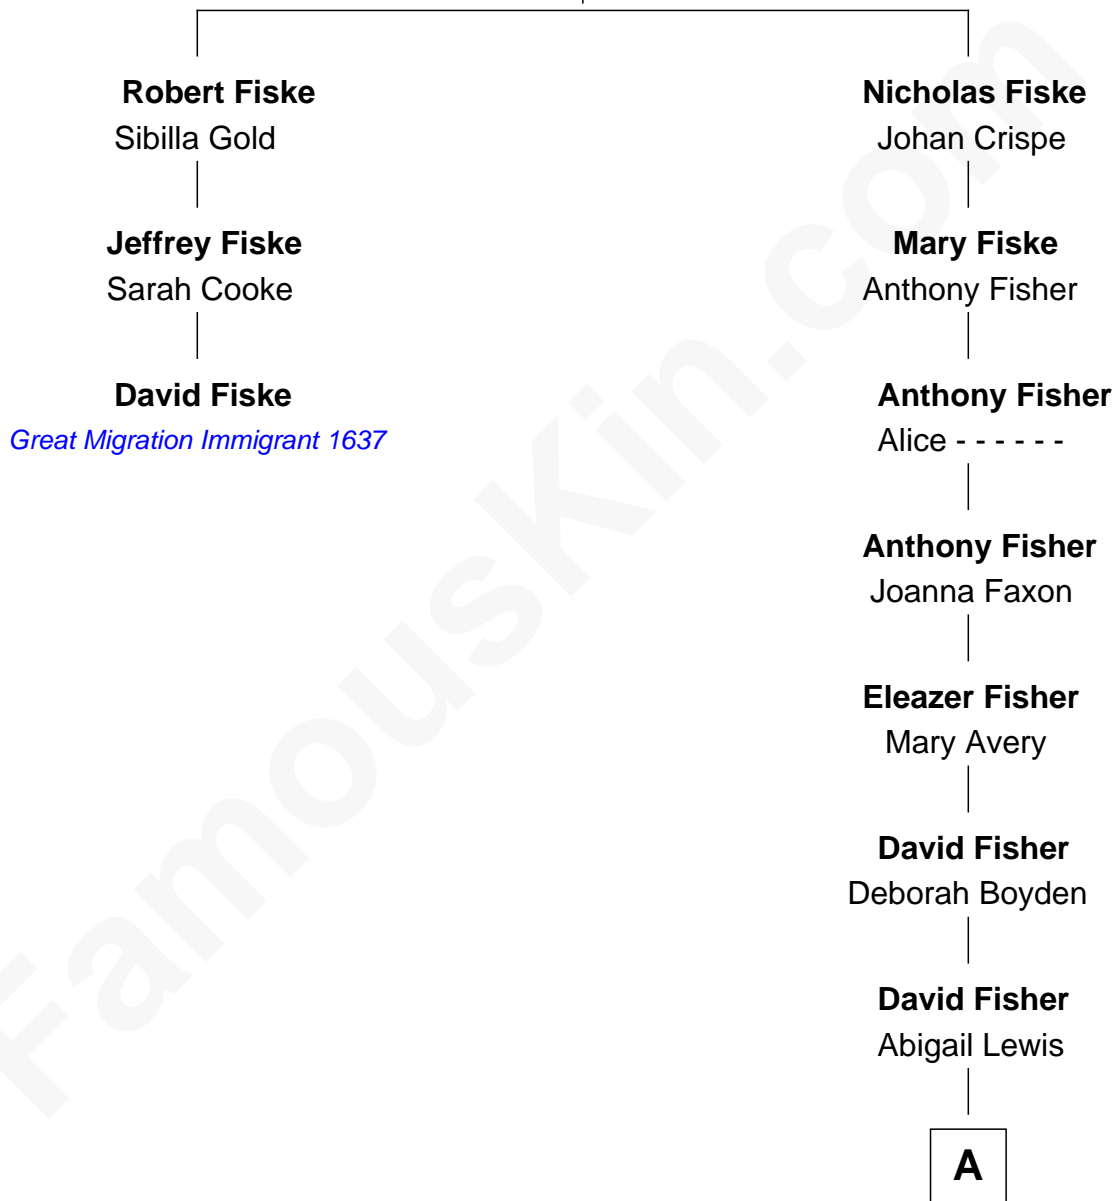 Robert Fiske
Sibilla Gold
Jeffrey Fiske
Sarah Cooke
David Fiske
Great Migration Immigrant 1637
Nicholas Fiske
Johan Crispe
Mary Fiske
Anthony Fisher
Anthony Fisher
Alice - - - - - -
Anthony Fisher
Joanna Faxon
Eleazer Fisher
Mary Avery
David Fisher
Deborah Boyden
David Fisher
Abigail Lewis
A
FamousKin.com